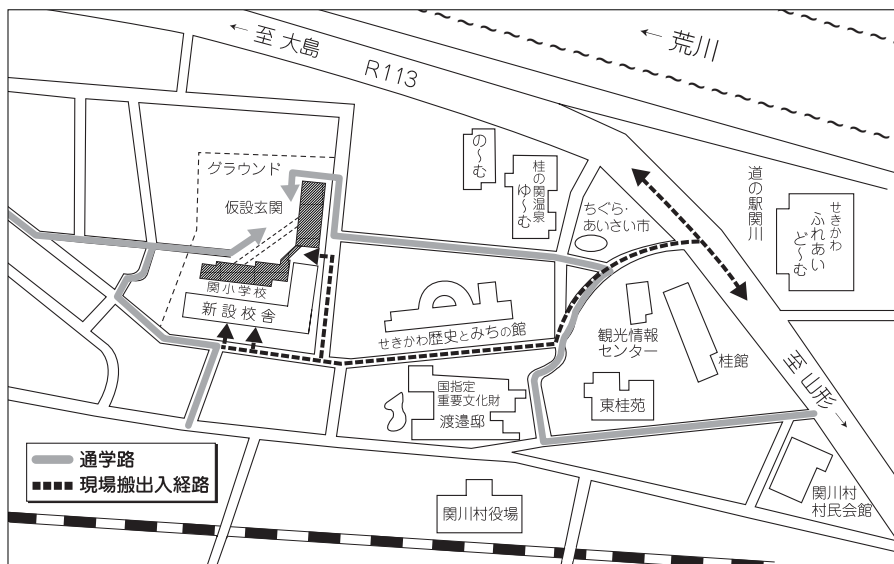 ← 至 大島
R113
← 荒川
グラウンド
仮設玄関
関小学校
新設校舎
の～む
桂の関温泉
ゆ～む
ちぐら・
あいさい市
道の駅関川
せきかわ
ふれあい
ど～む
せきかわ歴史とみちの館
観光情報
センター
桂館
東桂苑
国指定
重要文化財
渡邉邸
至 山形 →
関川村
村民会館
関川村役場
通学路
現場搬出入経路